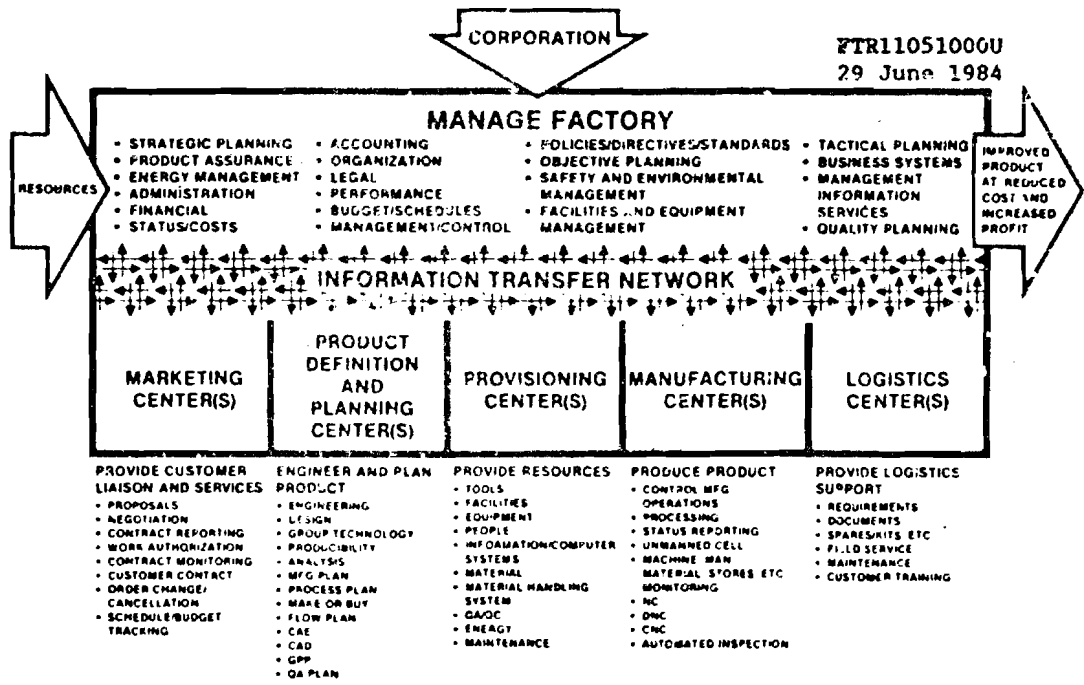 CORPORATION
FTR11051000U
29 June 1984
RESOURCES
MANAGE FACTORY
• STRATEGIC PLANNING
• PRODUCT ASSURANCE
• ENERGY MANAGEMENT
• ADMINISTRATION
• FINANCIAL
• STATUS/COSTS
• ACCOUNTING
• ORGANIZATION
• LEGAL
• PERFORMANCE
• BUDGET/SCHEDULES
• MANAGEMENT/CONTROL
• POLICIES/DIRECTIVES/STANDARDS
• OBJECTIVE PLANNING
• SAFETY AND ENVIRONMENTAL
MANAGEMENT
• FACILITIES AND EQUIPMENT
MANAGEMENT
• TACTICAL PLANNING
• BUSINESS SYSTEMS
• MANAGEMENT
INFORMATION
SERVICES
• QUALITY PLANNING
IMPROVED
PRODUCT
AT REDUCED
COST AND
INCREASED
PROFIT
INFORMATION TRANSFER NETWORK
MARKETING
CENTER(S)
PRODUCT
DEFINITION
AND
PLANNING
CENTER(S)
PROVISIONING
CENTER(S)
MANUFACTURING
CENTER(S)
LOGISTICS
CENTER(S)
PROVIDE CUSTOMER
LIAISON AND SERVICES
• PROPOSALS
• NEGOTIATION
• CONTRACT REPORTING
• WORK AUTHORIZATION
• CONTRACT MONITORING
• CUSTOMER CONTACT
• ORDER CHANGE/
CANCELLATION
• SCHEDULE/BUDGET
TRACKING
ENGINEER AND PLAN
PRODUCT
• ENGINEERING
• DESIGN
• GROUP TECHNOLOGY
• PRODUCIBILITY
• ANALYSIS
• MFG PLAN
• PROCESS PLAN
• MAKE OR BUY
• FLOW PLAN
• CAE
• CAD
• GPP
• QA PLAN
PROVIDE RESOURCES
• TOOLS
• FACILITIES
• EQUIPMENT
• PEOPLE
• INFORMATION/COMPUTER
SYSTEMS
• MATERIAL
• MATERIAL HANDLING
SYSTEM
• QA/QC
• ENERGY
• MAINTENANCE
PRODUCE PRODUCT
• CONTROL MFG
OPERATIONS
• PROCESSING
• STATUS REPORTING
• UNMANNED CELL
• MACHINE MAN
MATERIAL STORES ETC
MONITORING
• NC
• DNC
• CNC
• AUTOMATED INSPECTION
PROVIDE LOGISTICS
SUPPORT
• REQUIREMENTS
• DOCUMENTS
• SPARES/KITS ETC
• FIELD SERVICE
• MAINTENANCE
• CUSTOMER TRAINING